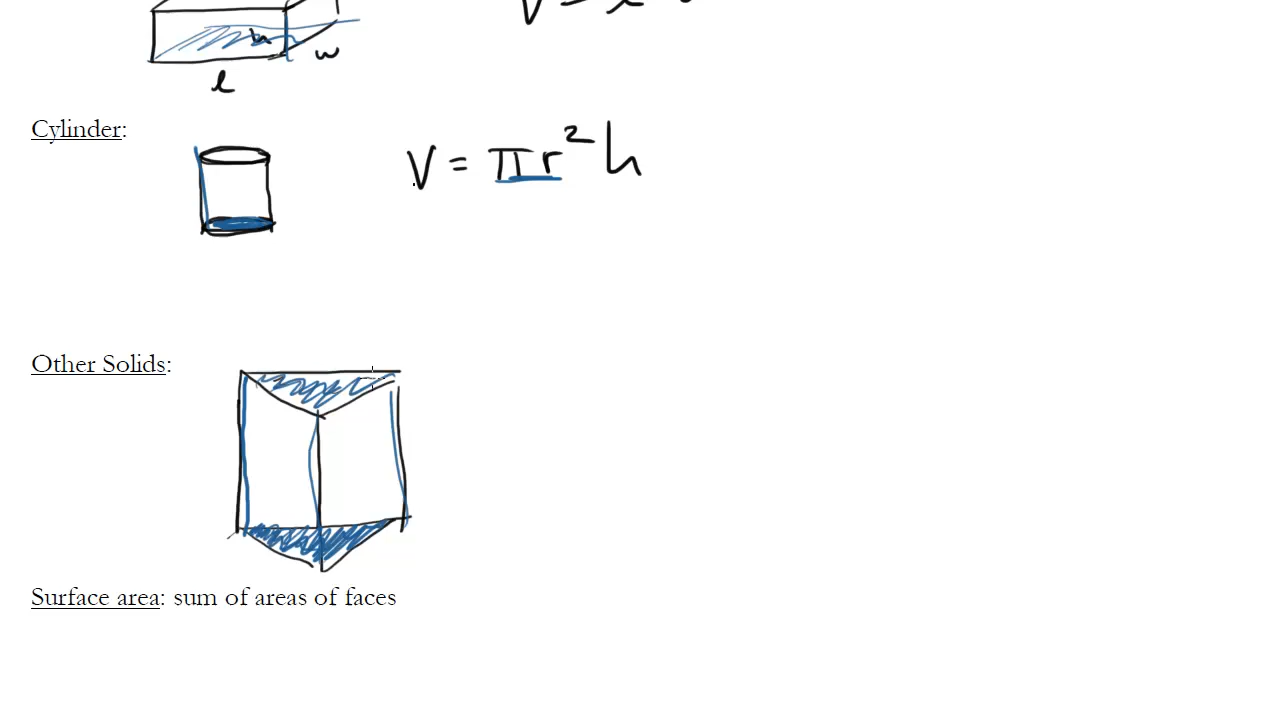 V = l
h
w
l
Cylinder:
V = πr²h
Other Solids:
Surface area: sum of areas of faces